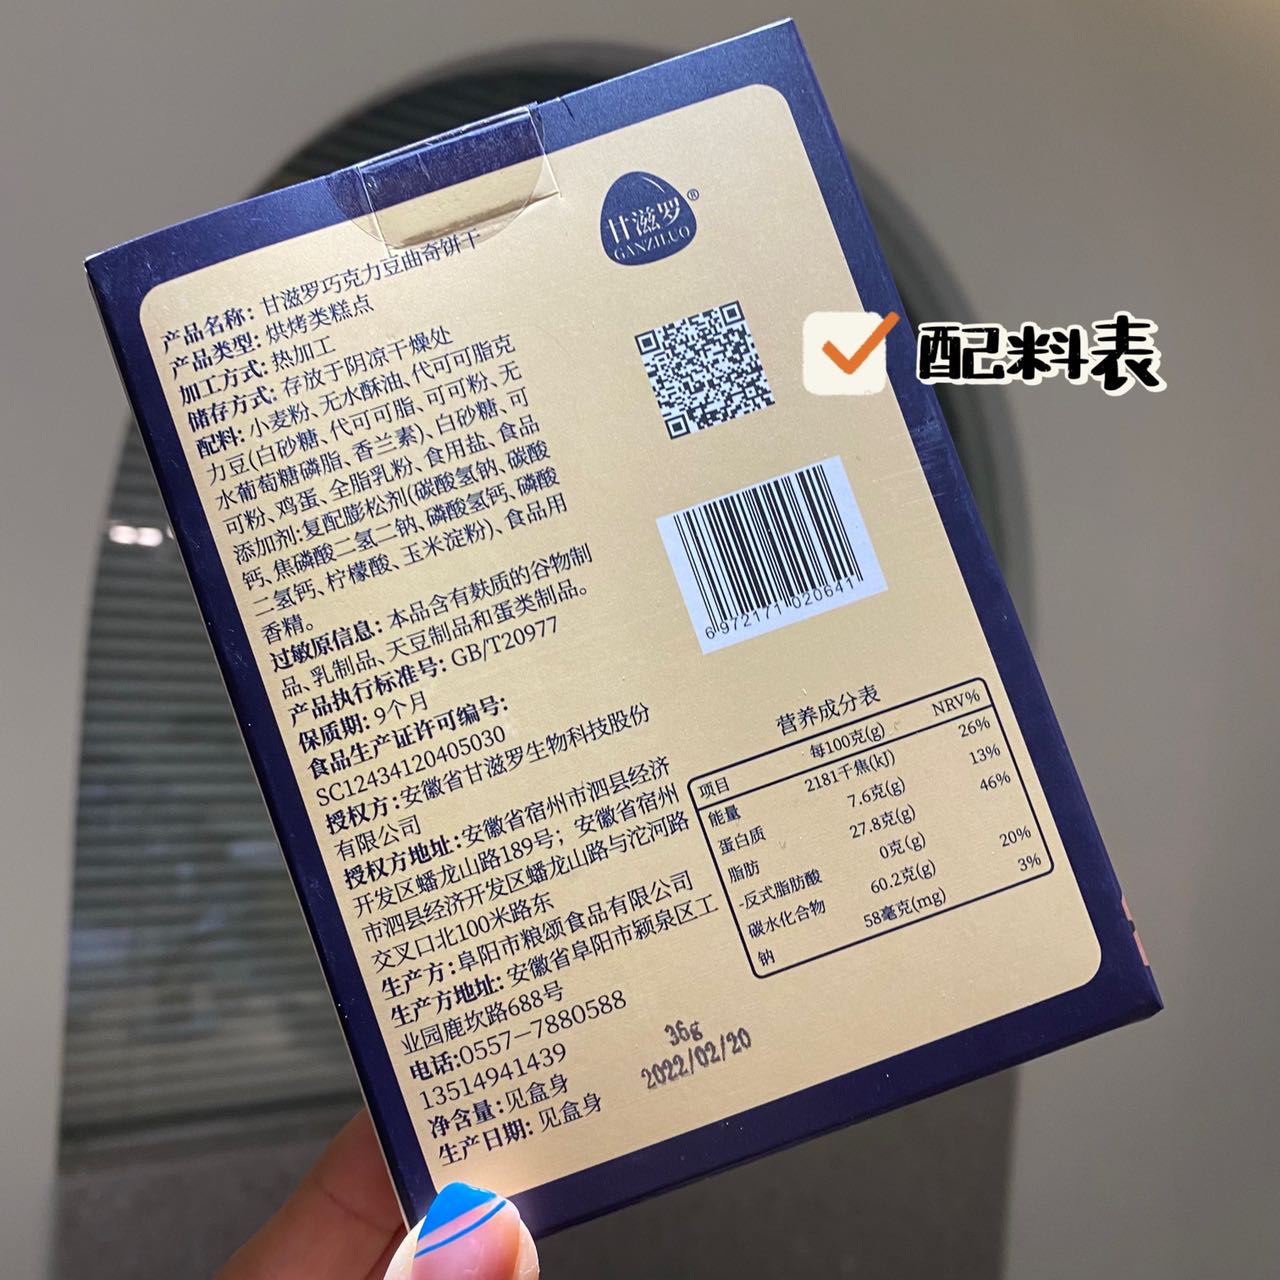 甘滋罗®
GANZILUO
产品名称: 甘滋罗巧克力豆曲奇饼干
产品类型: 烘烤类糕点
加工方式: 热加工
储存方式: 存放于阴凉干燥处
配料: 小麦粉、无水酥油、代可可脂克
力豆(白砂糖、代可可脂、可可粉、无
水葡萄糖磷脂、香兰素)、白砂糖、可
可粉、鸡蛋、全脂乳粉、食用盐、食品
添加剂:复配膨松剂(碳酸氢钠、碳酸
钙、焦磷酸二氢二钠、磷酸氢钙、磷酸
二氢钙、柠檬酸、玉米淀粉)、食品用
香精。
过敏原信息: 本品含有麸质的谷物制
品、乳制品、天豆制品和蛋类制品。
产品执行标准号: GB/T20977
保质期: 9个月
食品生产证许可编号:
SC12434120405030
授权方:安徽省甘滋罗生物科技股份
有限公司
授权方地址:安徽省宿州市泗县经济
开发区蟠龙山路189号；安徽省宿州
市泗县经济开发区蟠龙山路与沱河路
交叉口北100米路东
生产方:阜阳市粮颂食品有限公司
生产方地址: 安徽省阜阳市颍泉区工
业园鹿坎路688号
电话:0557-7880588
13514941439
净含量:见盒身
生产日期: 见盒身
配料表
6 972171 020641
营养成分表
项目 每100克(g) NRV%
能量 2181千焦(kJ) 26%
蛋白质 7.6克(g) 13%
脂肪 27.8克(g) 46%
-反式脂肪酸 0克(g)
碳水化合物 60.2克(g) 20%
钠 58毫克(mg) 3%
36g
2022/02/20